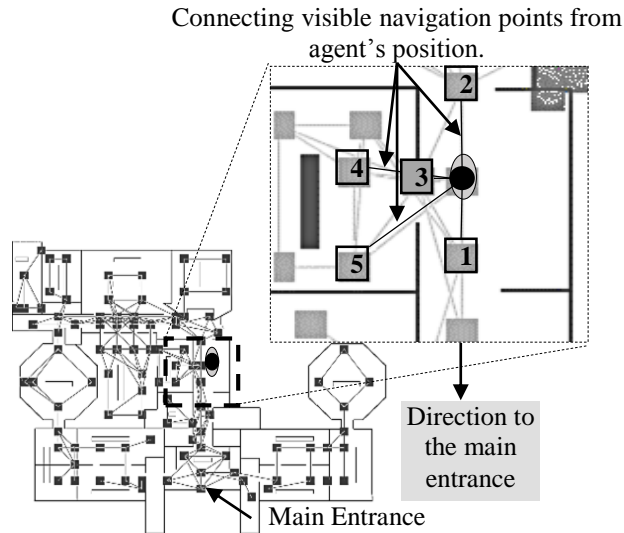 Connecting visible navigation points from
agent's position.
2
4
3
5
1
Direction to
the main
entrance
Main Entrance